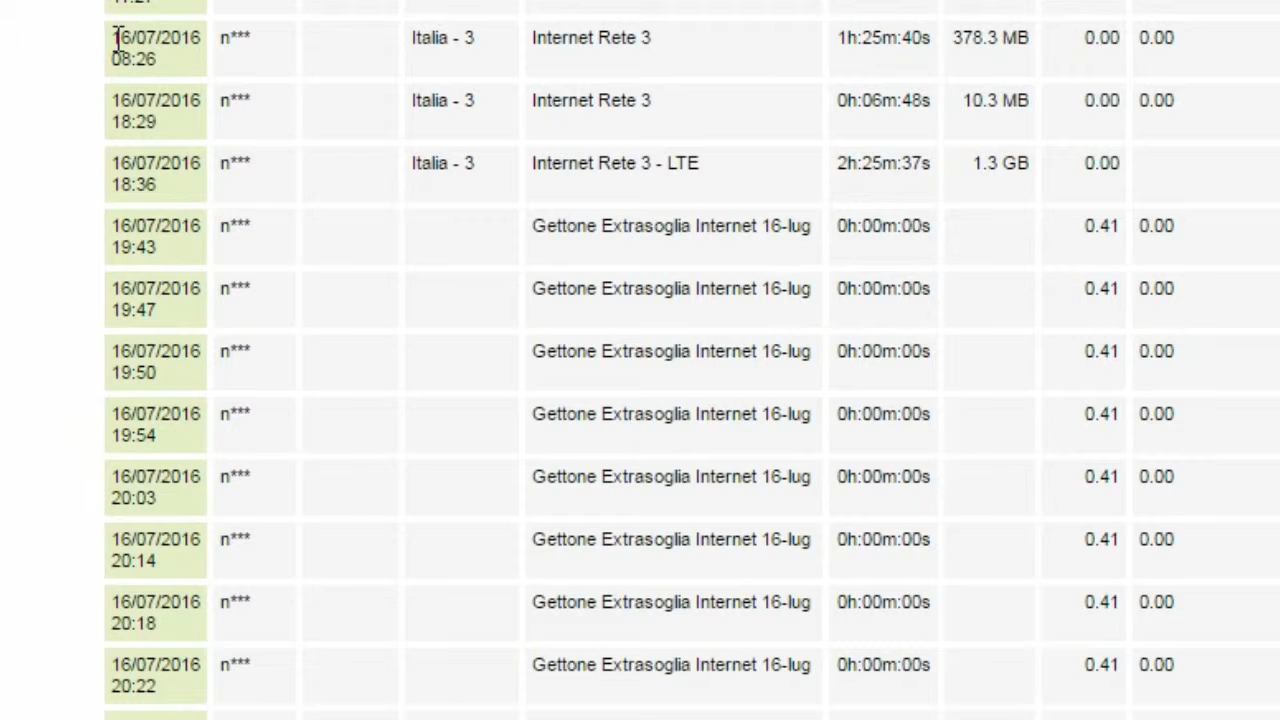 11:27
16/07/2016 n*** Italia - 3 Internet Rete 3 1h:25m:40s 378.3 MB 0.00 0.00
08:26
16/07/2016 n*** Italia - 3 Internet Rete 3 0h:06m:48s 10.3 MB 0.00 0.00
18:29
16/07/2016 n*** Italia - 3 Internet Rete 3 - LTE 2h:25m:37s 1.3 GB 0.00
18:36
16/07/2016 n*** Gettone Extrasoglia Internet 16-lug 0h:00m:00s 0.41 0.00
19:43
16/07/2016 n*** Gettone Extrasoglia Internet 16-lug 0h:00m:00s 0.41 0.00
19:47
16/07/2016 n*** Gettone Extrasoglia Internet 16-lug 0h:00m:00s 0.41 0.00
19:50
16/07/2016 n*** Gettone Extrasoglia Internet 16-lug 0h:00m:00s 0.41 0.00
19:54
16/07/2016 n*** Gettone Extrasoglia Internet 16-lug 0h:00m:00s 0.41 0.00
20:03
16/07/2016 n*** Gettone Extrasoglia Internet 16-lug 0h:00m:00s 0.41 0.00
20:14
16/07/2016 n*** Gettone Extrasoglia Internet 16-lug 0h:00m:00s 0.41 0.00
20:18
16/07/2016 n*** Gettone Extrasoglia Internet 16-lug 0h:00m:00s 0.41 0.00
20:22